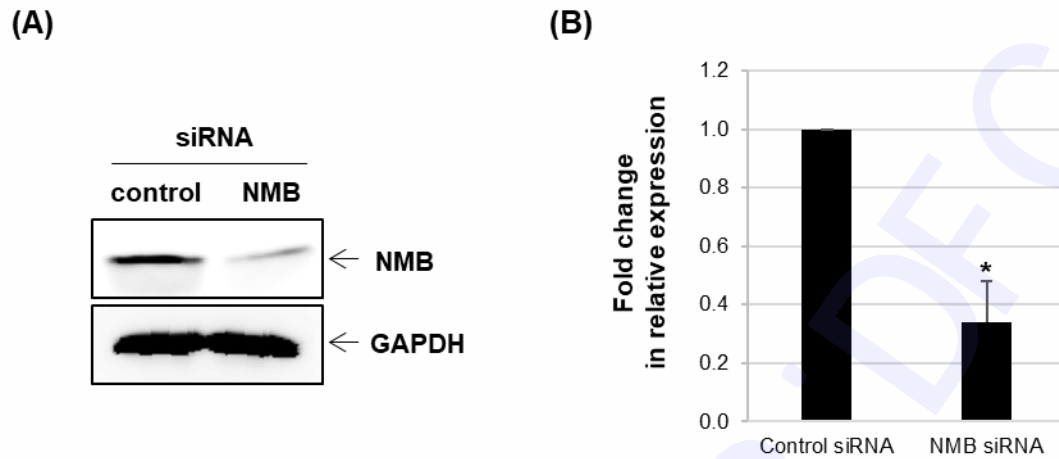 (A)
siRNA
control NMB
NMB
GAPDH
(B)
Fold change
in relative expression
1.2
1.0
0.8
0.6
0.4
0.2
0.0
*
Control siRNA NMB siRNA